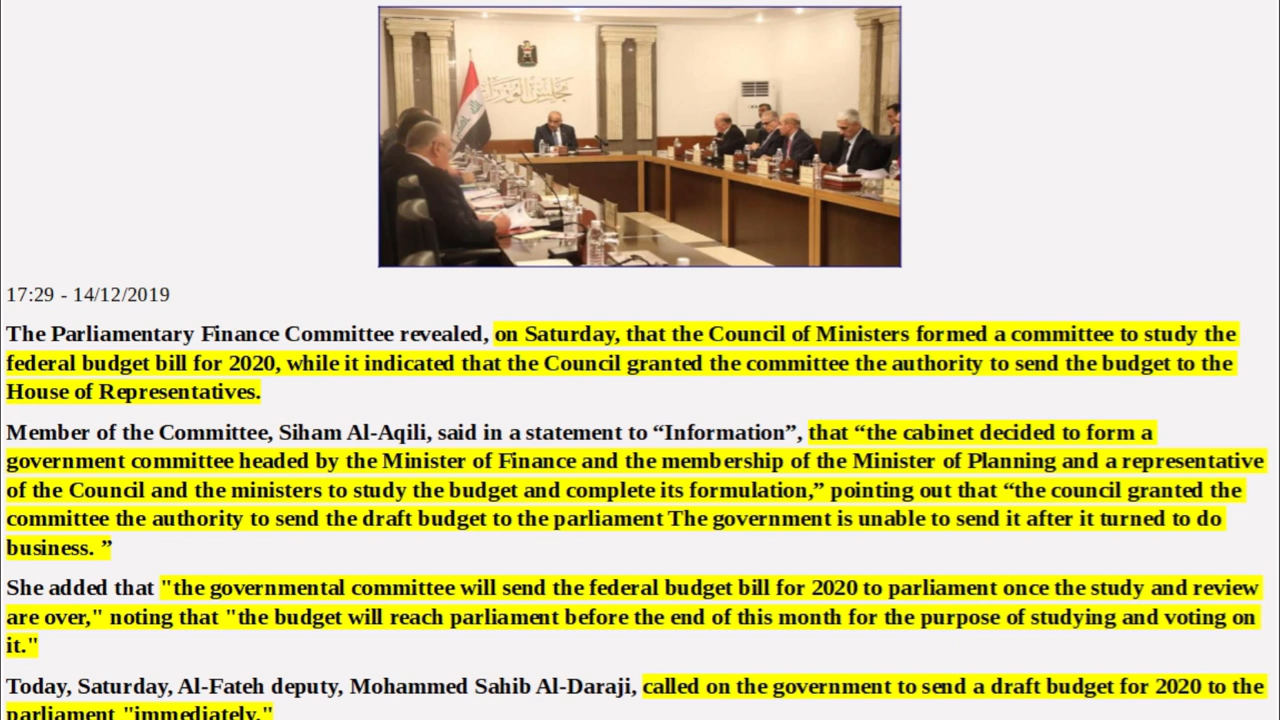 مجلس الوزراء
17:29 - 14/12/2019
The Parliamentary Finance Committee revealed, on Saturday, that the Council of Ministers formed a committee to study the
federal budget bill for 2020, while it indicated that the Council granted the committee the authority to send the budget to the
House of Representatives.
Member of the Committee, Siham Al-Aqili, said in a statement to “Information”, that “the cabinet decided to form a
government committee headed by the Minister of Finance and the membership of the Minister of Planning and a representative
of the Council and the ministers to study the budget and complete its formulation,” pointing out that “the council granted the
committee the authority to send the draft budget to the parliament The government is unable to send it after it turned to do
business. ”
She added that "the governmental committee will send the federal budget bill for 2020 to parliament once the study and review
are over," noting that "the budget will reach parliament before the end of this month for the purpose of studying and voting on
it."
Today, Saturday, Al-Fateh deputy, Mohammed Sahib Al-Daraji, called on the government to send a draft budget for 2020 to the
parliament "immediately."